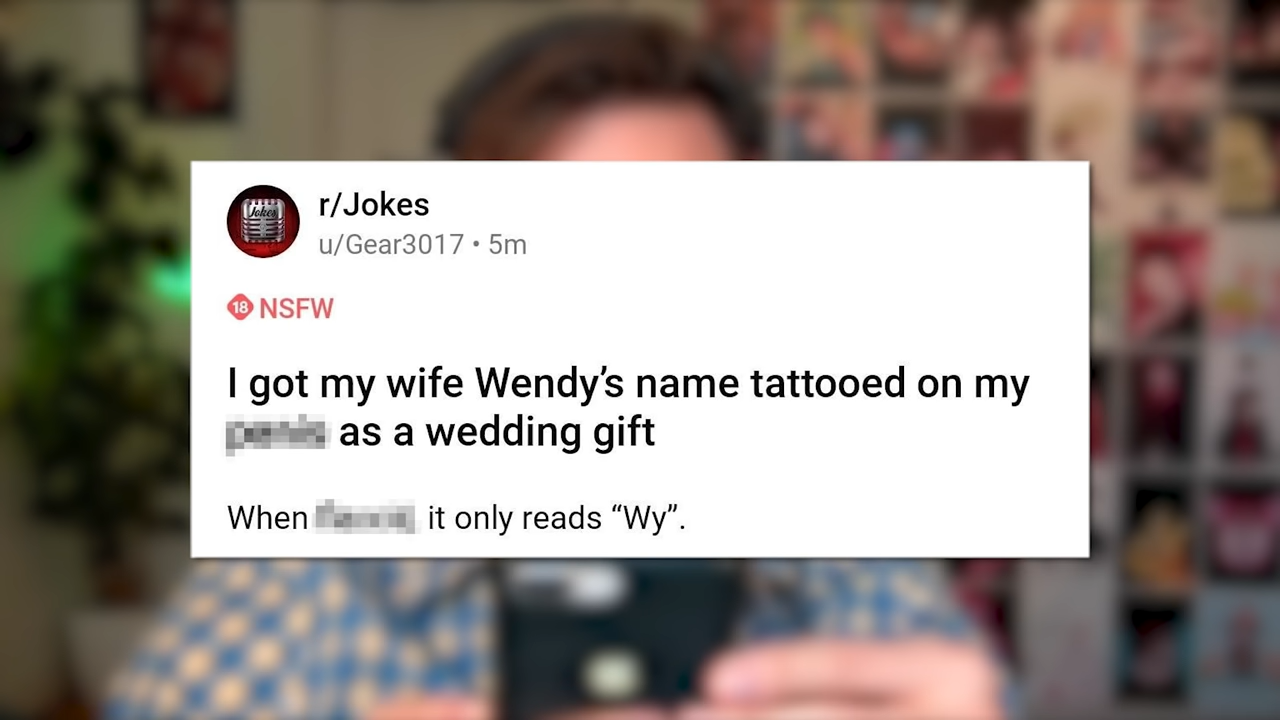 r/Jokes
u/Gear3017 • 5m
18 NSFW
I got my wife Wendy’s name tattooed on my
as a wedding gift
When it only reads “Wy”.